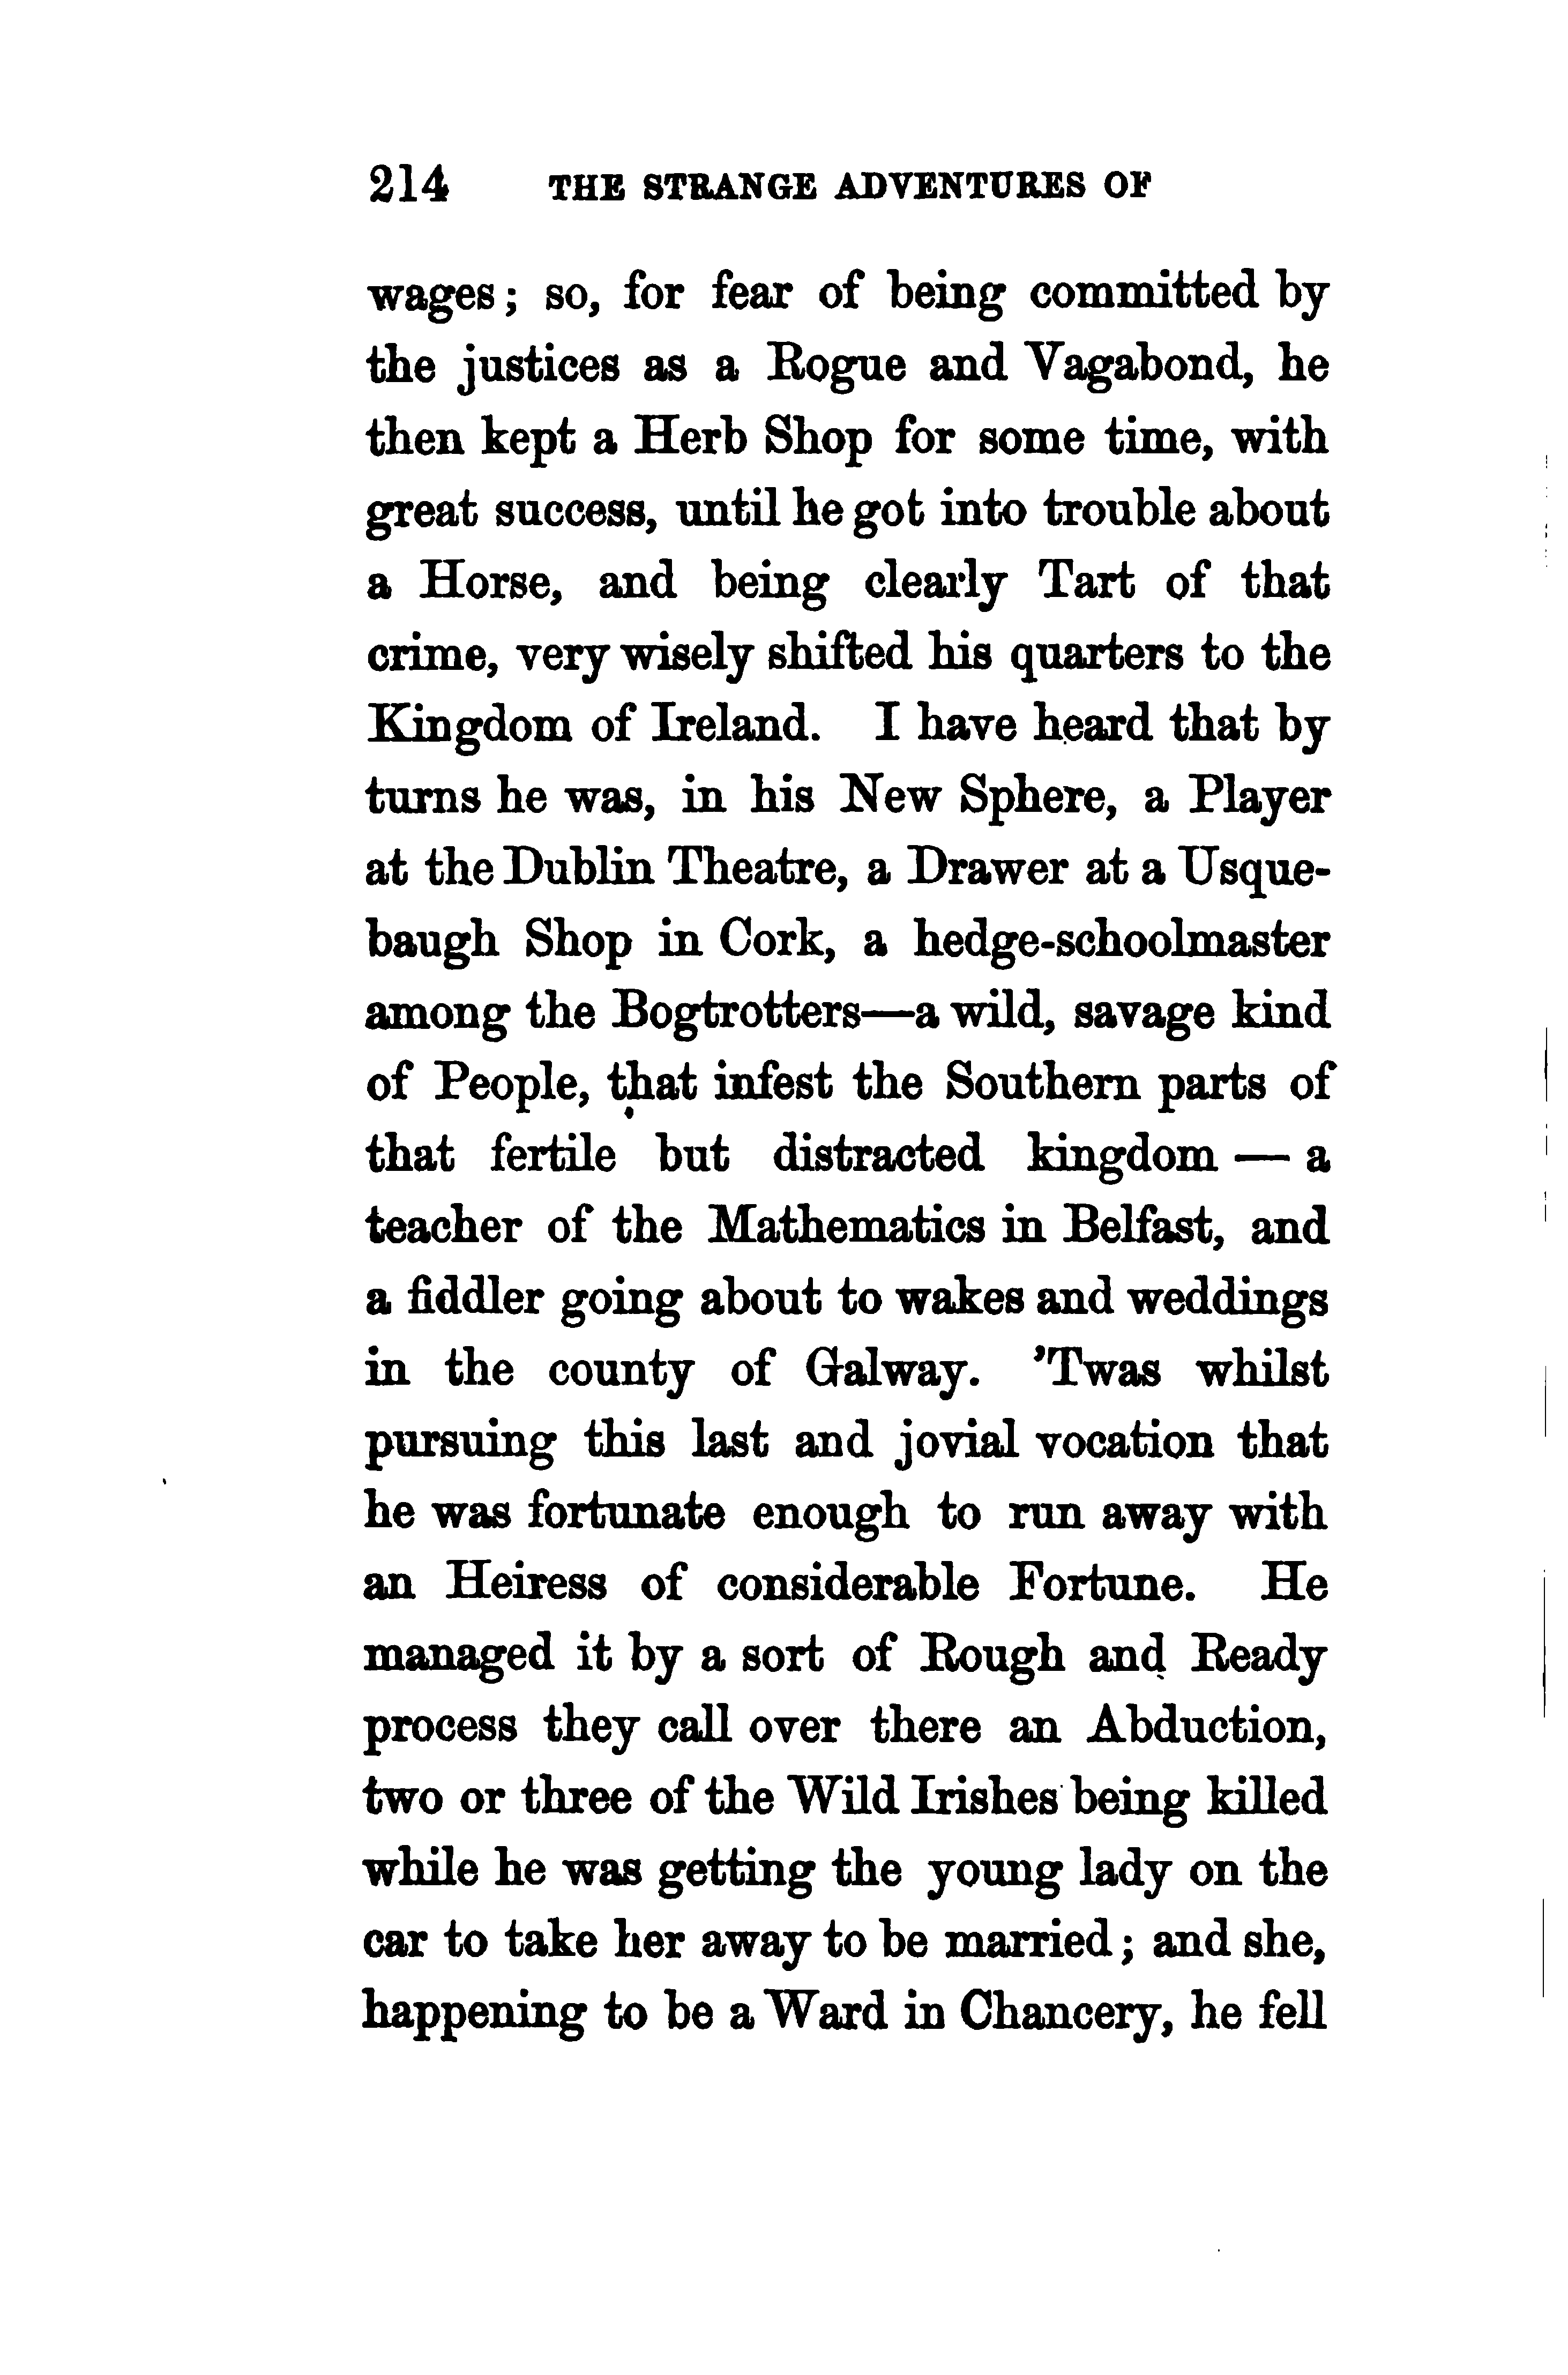 214 THE STRANGE ADVENTURES OF
wages; so, for fear of being committed by
the justices as a Rogue and Vagabond, he
then kept a Herb Shop for some time, with
great success, until he got into trouble about
a Horse, and being clearly Tart of that
crime, very wisely shifted his quarters to the
Kingdom of Ireland. I have heard that by
turns he was, in his New Sphere, a Player
at the Dublin Theatre, a Drawer at a Usque-
baugh Shop in Cork, a hedge-schoolmaster
among the Bogtrotters—a wild, savage kind
of People, that infest the Southern parts of
that fertile but distracted kingdom — a
teacher of the Mathematics in Belfast, and
a fiddler going about to wakes and weddings
in the county of Galway. 'Twas whilst
pursuing this last and jovial vocation that
he was fortunate enough to run away with
an Heiress of considerable Fortune. He
managed it by a sort of Rough and Ready
process they call over there an Abduction,
two or three of the Wild Irishes being killed
while he was getting the young lady on the
car to take her away to be married; and she,
happening to be a Ward in Chancery, he fell